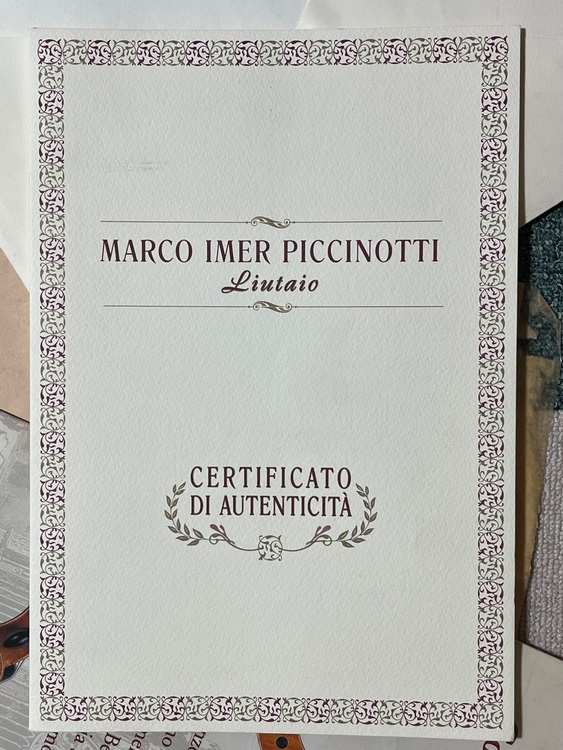 MARCO IMER PICCINOTTI
Liutaio
CERTIFICATO
DI AUTENTICITÀ